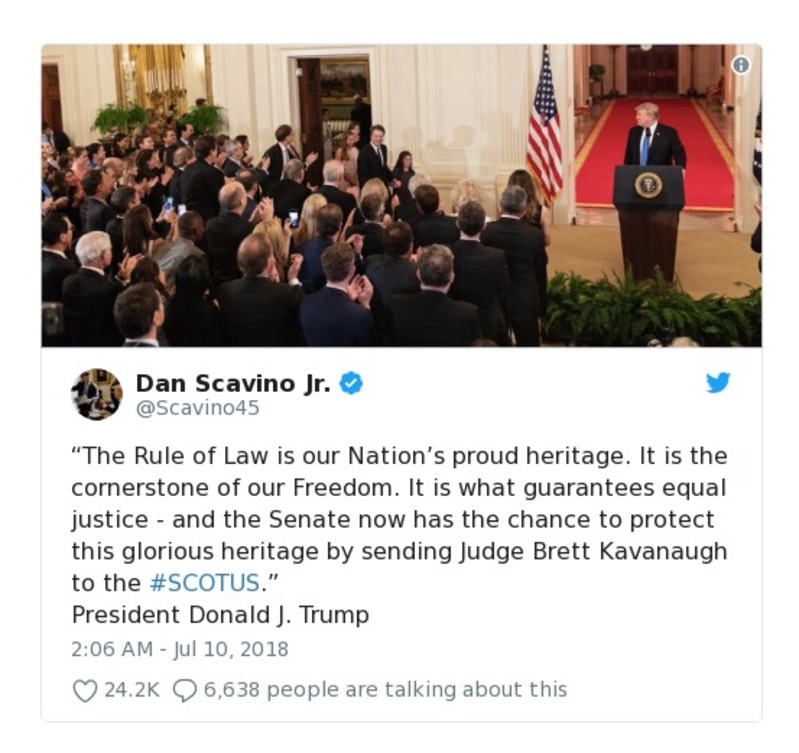 Dan Scavino Jr.
@Scavino45
“The Rule of Law is our Nation’s proud heritage. It is the
cornerstone of our Freedom. It is what guarantees equal
justice - and the Senate now has the chance to protect
this glorious heritage by sending Judge Brett Kavanaugh
to the #SCOTUS.”
President Donald J. Trump
2:06 AM - Jul 10, 2018
24.2K 6,638 people are talking about this